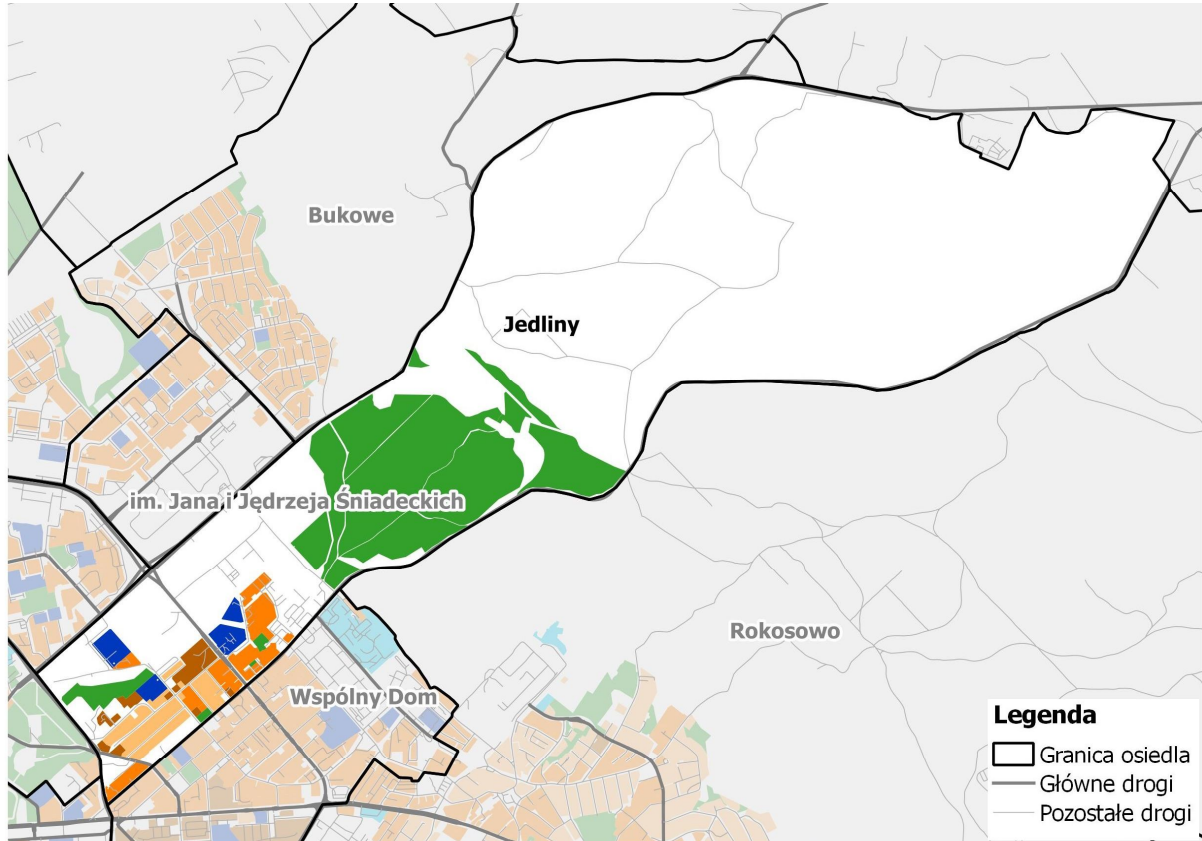 Bukowe
Jedliny
im. Jana i Jędrzeja Śniadeckich
Rokosowo
Wspólny Dom
Legenda
Granica osiedla
Główne drogi
Pozostałe drogi